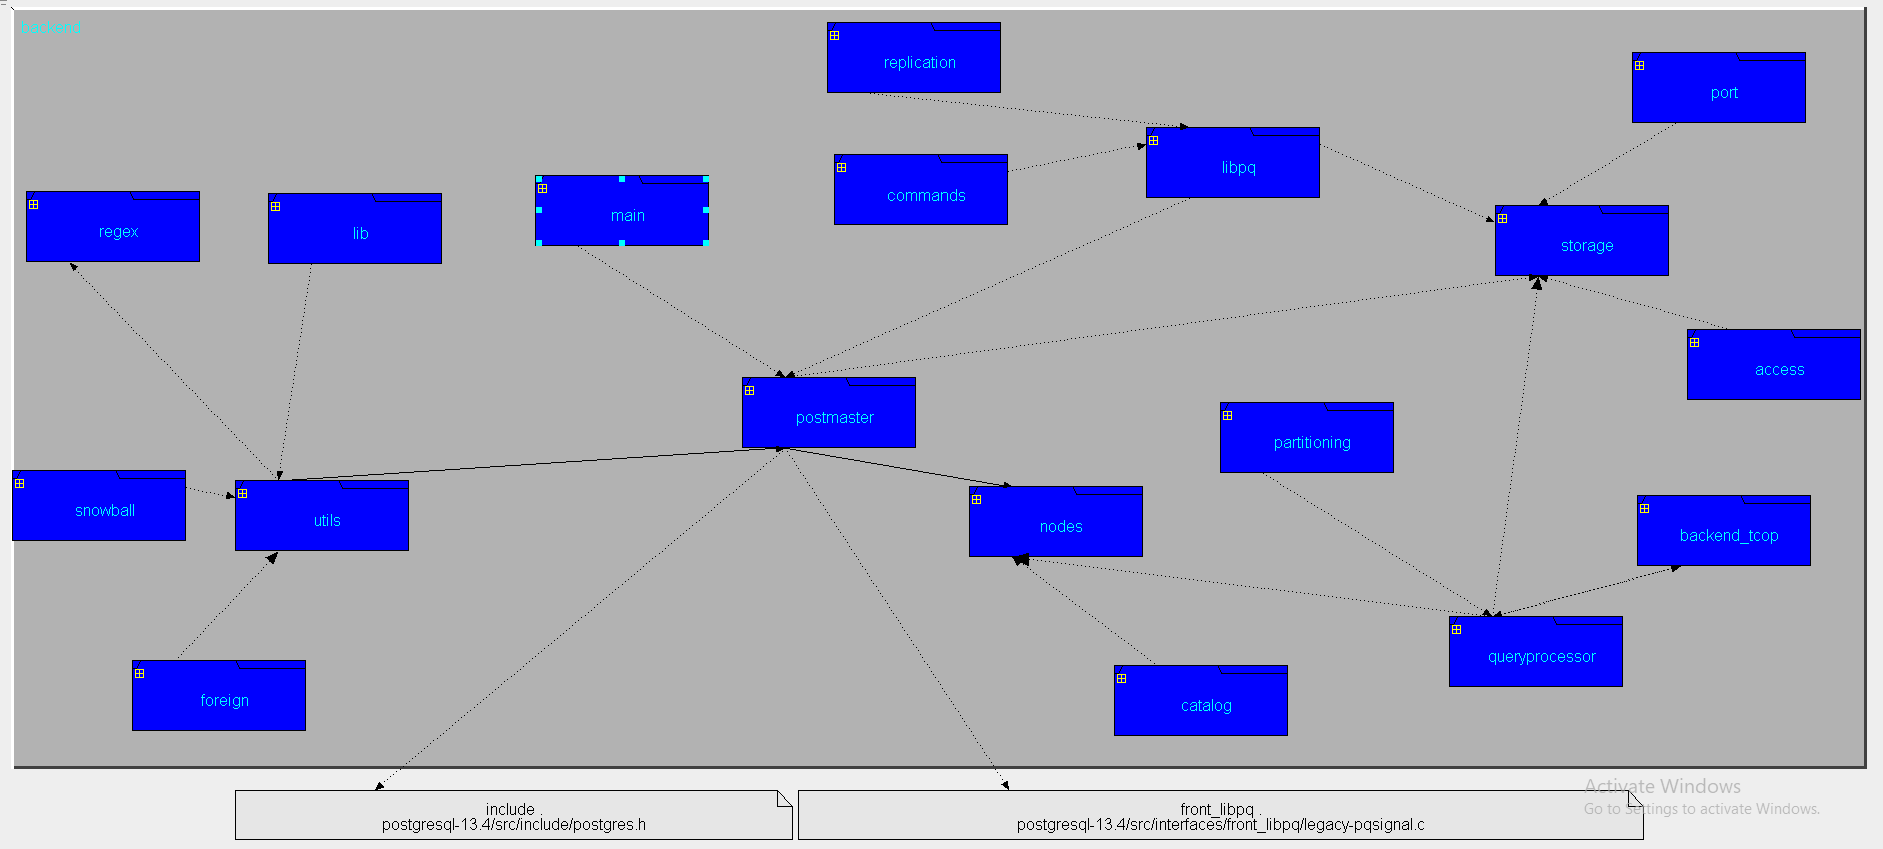 backen:
replication
port
libpq
commands
main
regex
lib
storage
access
postmaster
partitioning
snowball
utils
nodes
backend_tcop
queryprocessor
foreign
catalog
Activate Windows
Go to Settings to activate Windows.
include .
postgresql-13.4/src/include/postgres.h
front_libpq .
postgresql-13.4/src/interfaces/front_libpq/legacy-pqsignal.c